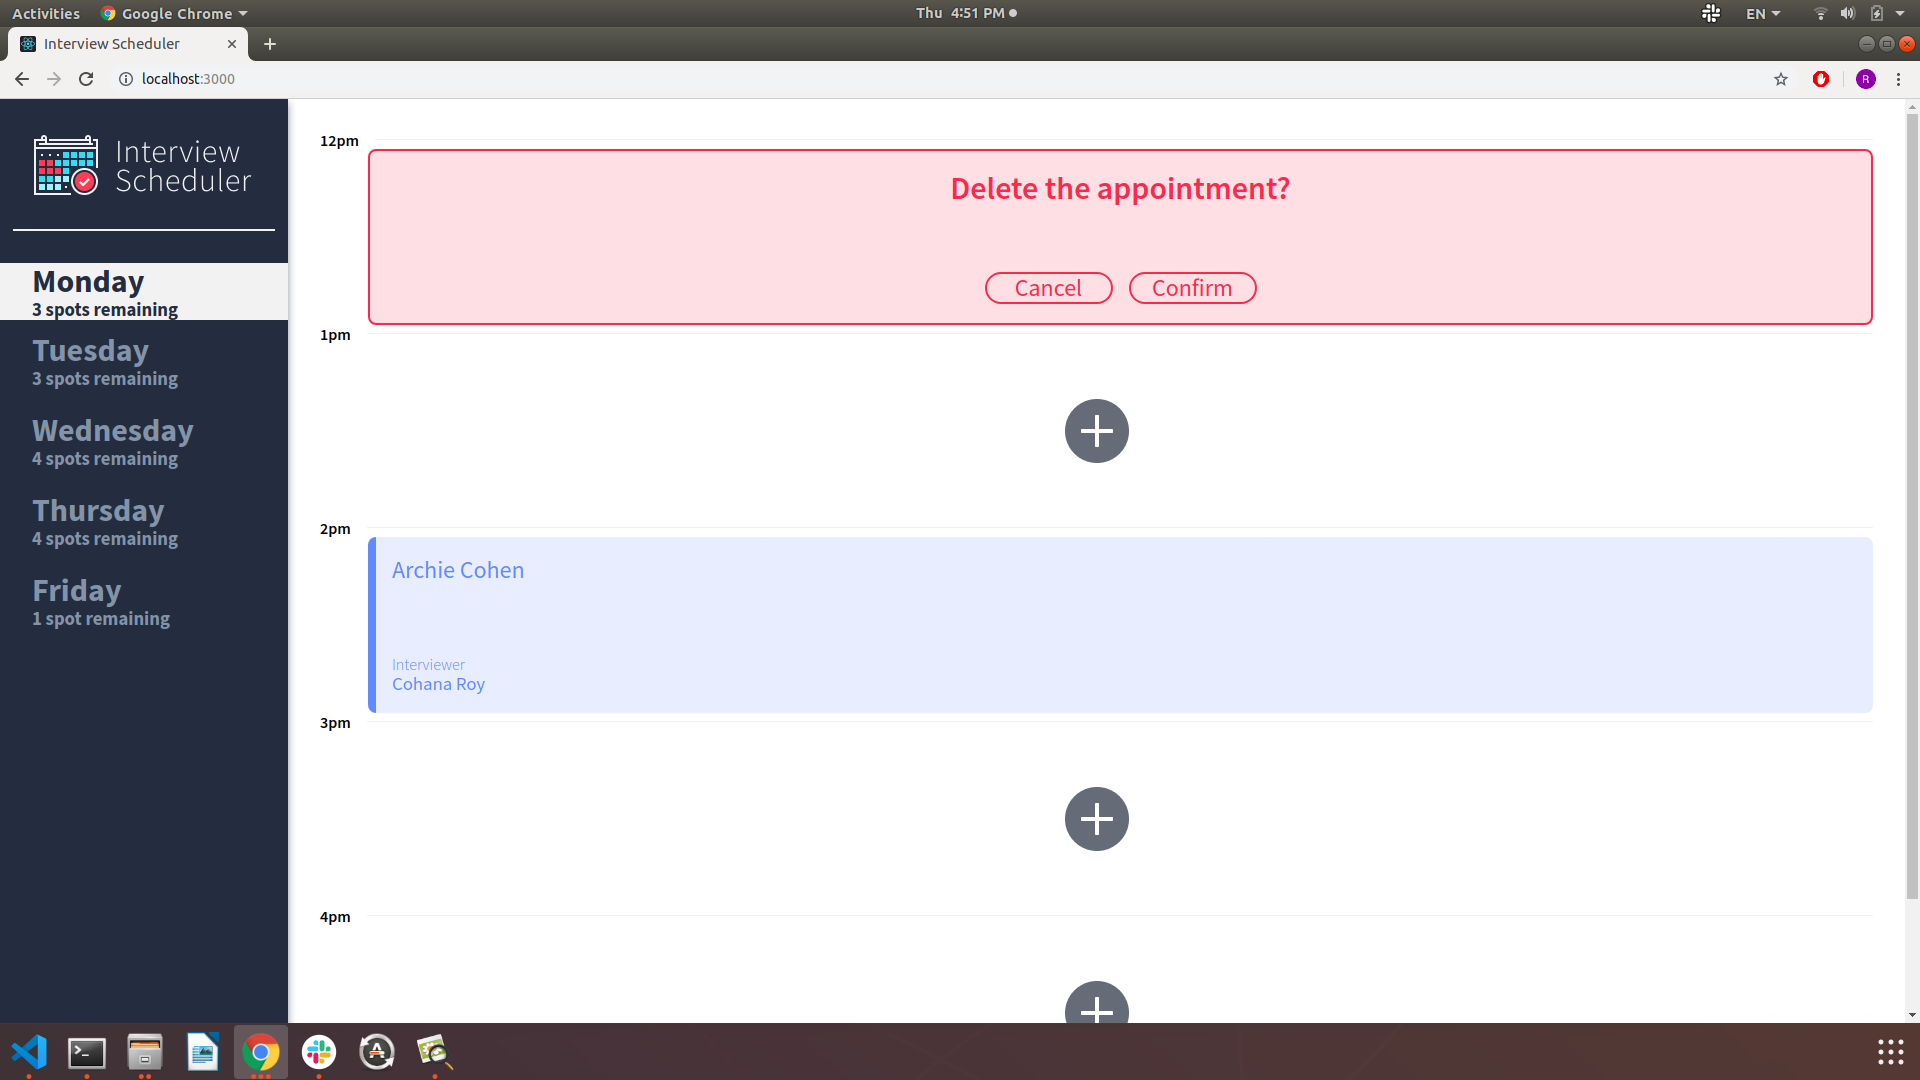 Activities
Google Chrome
Thu 4:51 PM
EN
Interview Scheduler
localhost:3000
R
Interview
Scheduler
Monday
3 spots remaining
Tuesday
3 spots remaining
Wednesday
4 spots remaining
Thursday
4 spots remaining
Friday
1 spot remaining
12pm
Delete the appointment?
Cancel
Confirm
1pm
2pm
Archie Cohen
Interviewer
Cohana Roy
3pm
4pm